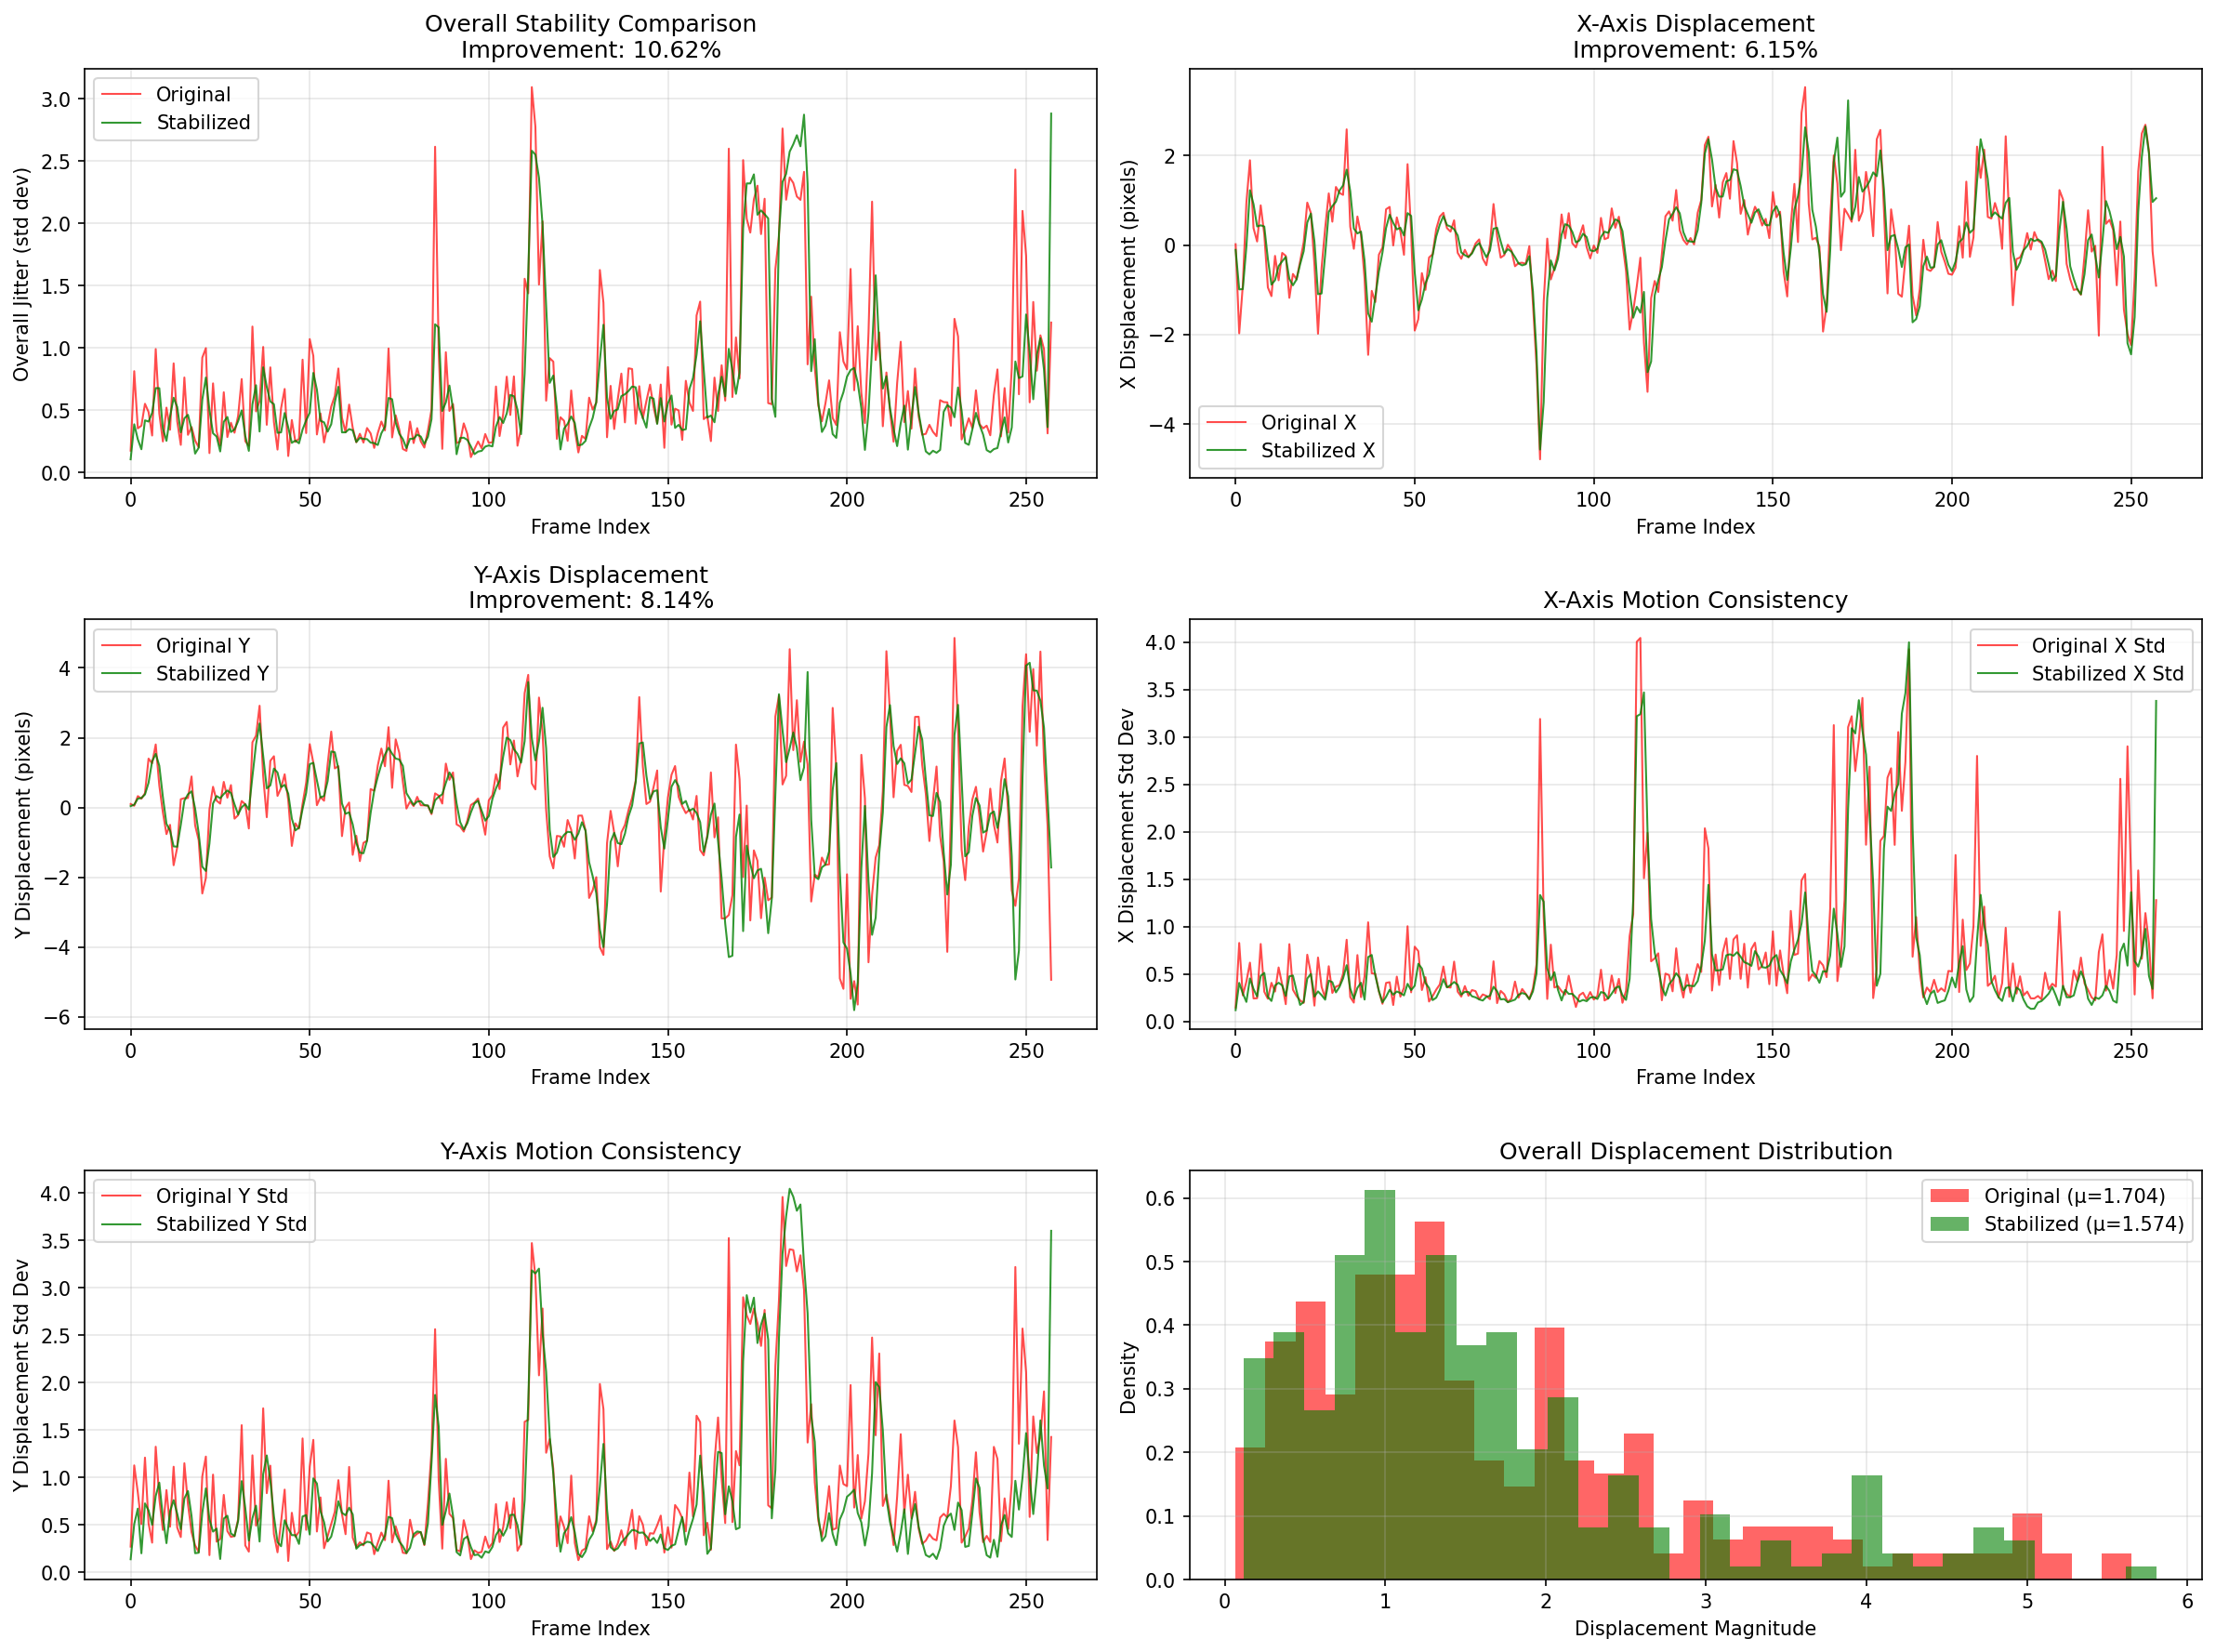 Overall Stability Comparison
Improvement: 10.62%
Original
Stabilized
Overall Jitter (std dev)
3.0
2.5
2.0
1.5
1.0
0.5
0.0
0 50 100 150 200 250
Frame Index
X-Axis Displacement
Improvement: 6.15%
Original X
Stabilized X
X Displacement (pixels)
2
0
−2
−4
0 50 100 150 200 250
Frame Index
Y-Axis Displacement
Improvement: 8.14%
Original Y
Stabilized Y
Y Displacement (pixels)
4
2
0
−2
−4
−6
0 50 100 150 200 250
Frame Index
X-Axis Motion Consistency
Original X Std
Stabilized X Std
X Displacement Std Dev
4.0
3.5
3.0
2.5
2.0
1.5
1.0
0.5
0.0
0 50 100 150 200 250
Frame Index
Y-Axis Motion Consistency
Original Y Std
Stabilized Y Std
Y Displacement Std Dev
4.0
3.5
3.0
2.5
2.0
1.5
1.0
0.5
0.0
0 50 100 150 200 250
Frame Index
Overall Displacement Distribution
Original (μ=1.704)
Stabilized (μ=1.574)
Density
0.6
0.5
0.4
0.3
0.2
0.1
0.0
0 1 2 3 4 5 6
Displacement Magnitude